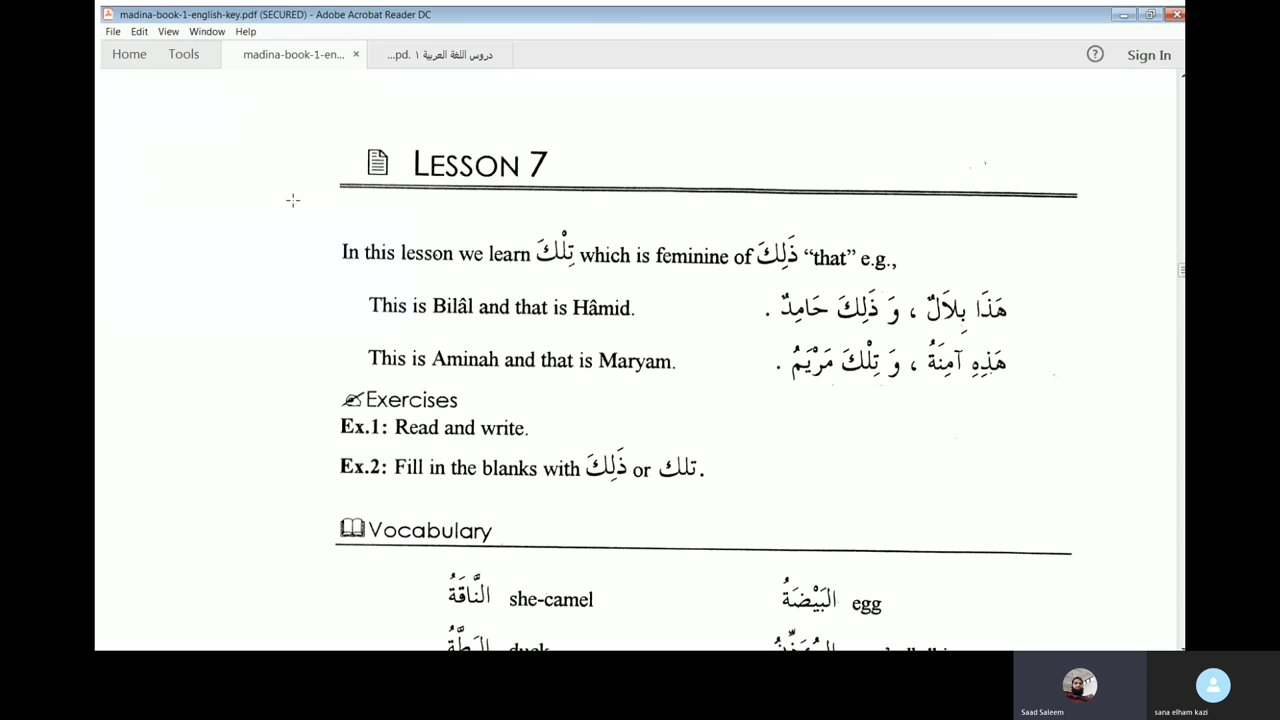 madina-book-1-english-key.pdf (SECURED) - Adobe Acrobat Reader DC
File Edit View Window Help
Home Tools madina-book-1-en... × دروس اللغة العربية ١ pd... Sign In
LESSON 7
In this lesson we learn تِلْكَ which is feminine of ذَلِكَ “that” e.g.,
This is Bilâl and that is Hâmid. هَذَا بِلاَلٌ ، وَ ذَلِكَ حَامِدٌ .
This is Aminah and that is Maryam. هَذِهِ آمِنَةُ ، وَ تِلْكَ مَرْيَمُ .
Exercises
Ex.1: Read and write.
Ex.2: Fill in the blanks with ذَلِكَ or تلك.
Vocabulary
النَّاقَةُ she-camel البَيْضَةُ egg
البَطَّةُ duck
Saad Saleem sana elham kazi